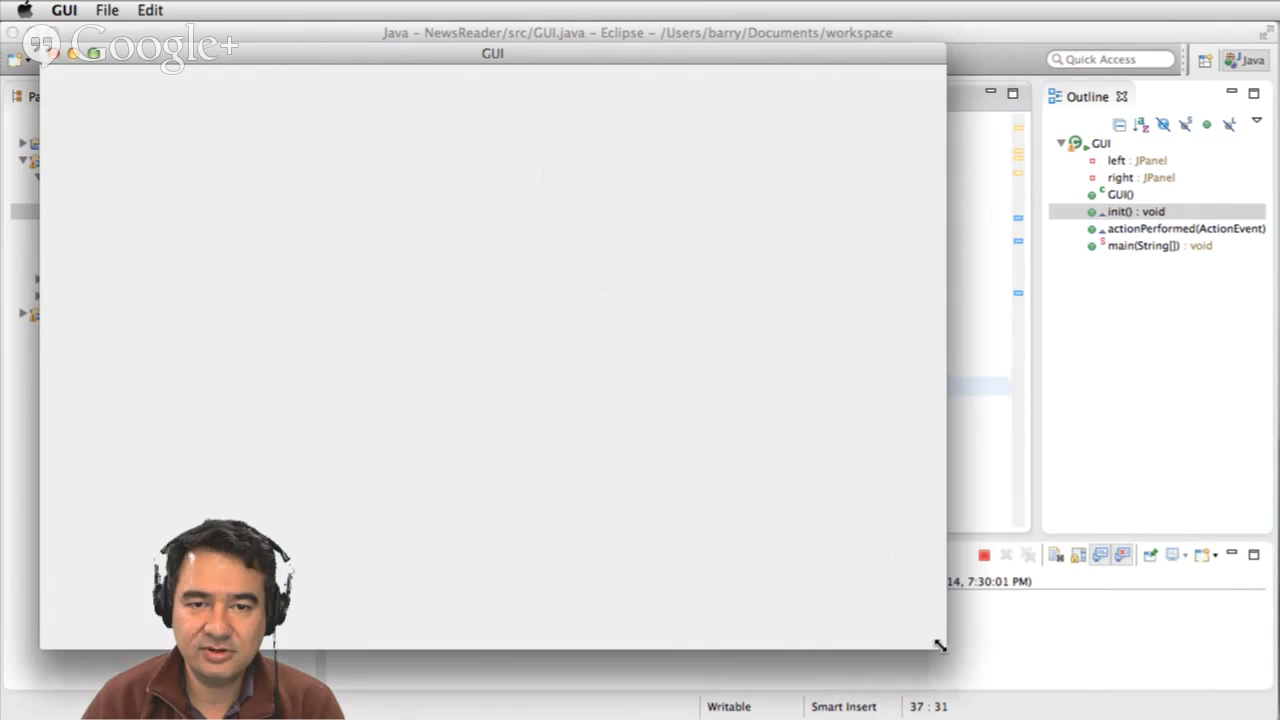 GUI File Edit
Java - NewsReader/src/GUI.java - Eclipse - /Users/barry/Documents/workspace
Google+
GUI
Quick Access
Java
Pa
Outline
GUI
left : JPanel
right : JPanel
GUI()
init() : void
actionPerformed(ActionEvent)
main(String[]) : void
14, 7:30:01 PM)
Writable Smart Insert 37 : 31